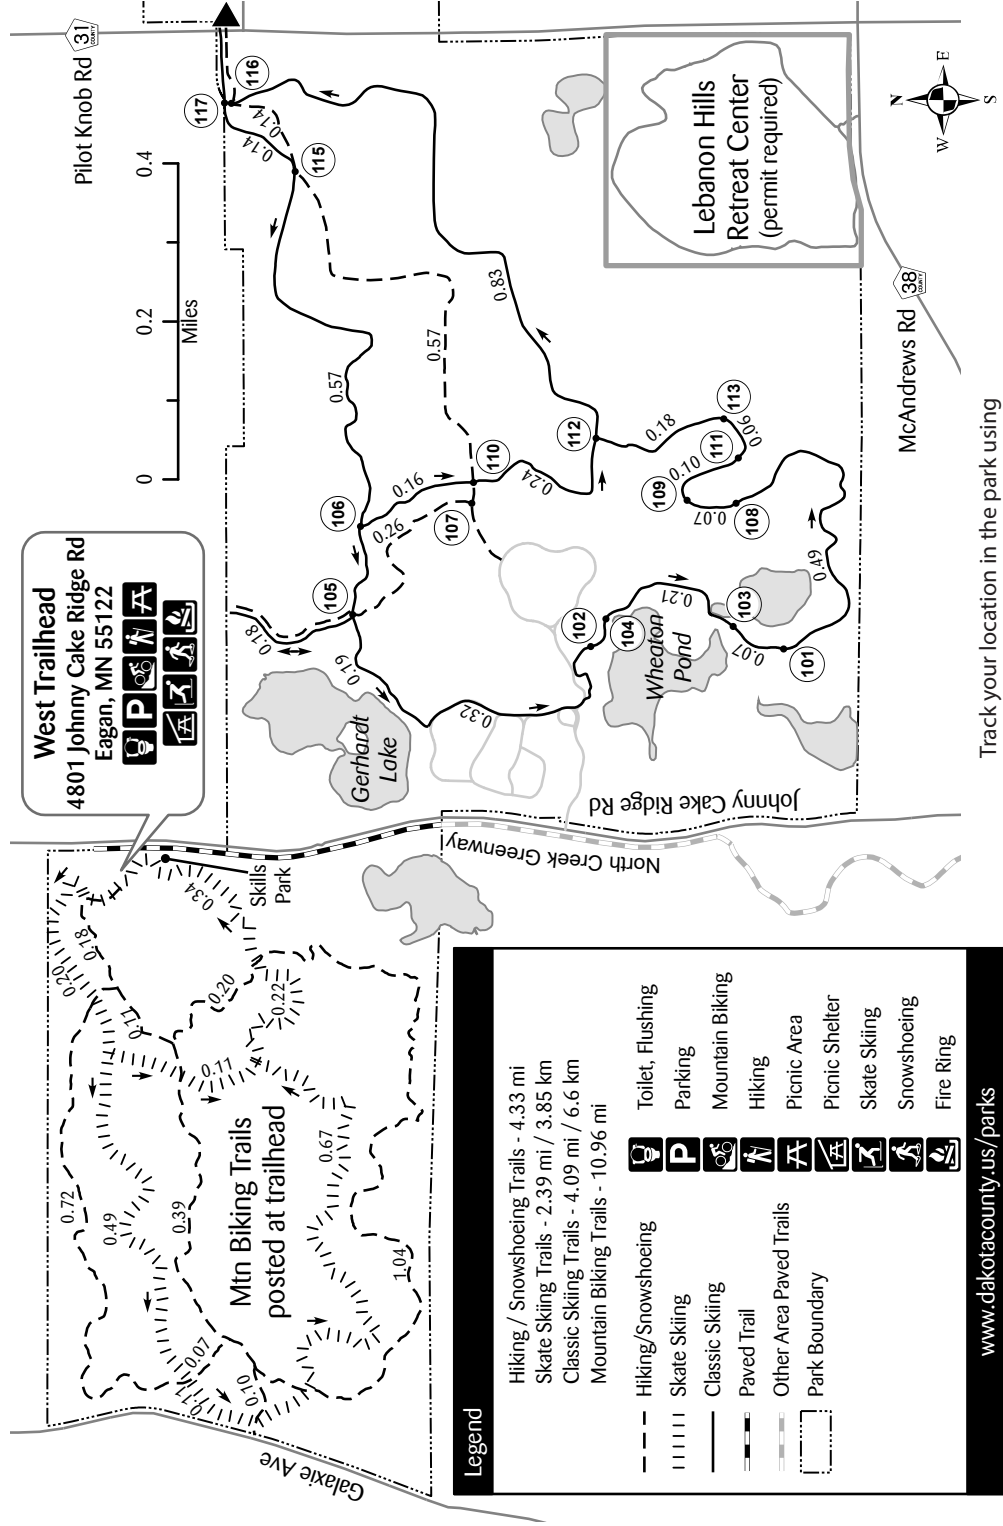 West Trailhead
4801 Johnny Cake Ridge Rd
Eagan, MN 55122
Pilot Knob Rd
COUNTY
31
0
0.2
0.4
Miles
N
W
E
S
Lebanon Hills
Retreat Center
(permit required)
COUNTY
38
McAndrews Rd
Johnny Cake Ridge Rd
North Creek Greenway
Galaxie Ave
Gerhardt
Lake
Wheaton
Pond
Skills
Park
Mtn Biking Trails
posted at trailhead
117
116
115
106
105
110
107
112
113
111
109
108
102
104
103
101
0.14
0.14
0.57
0.57
0.83
0.16
0.26
0.24
0.18
0.19
0.32
0.18
0.06
0.10
0.07
0.49
0.21
0.07
0.34
0.18
0.20
0.11
0.20
0.22
0.11
0.72
0.49
0.39
0.67
1.04
0.07
0.71
0.10
Legend
Hiking / Snowshoeing Trails - 4.33 mi
Skate Skiing Trails - 2.39 mi / 3.85 km
Classic Skiing Trails - 4.09 mi / 6.6 km
Mountain Biking Trails - 10.96 mi
Hiking/Snowshoeing
Skate Skiing
Classic Skiing
Paved Trail
Other Area Paved Trails
Park Boundary
Toilet, Flushing
P
Parking
Mountain Biking
Hiking
Picnic Area
Picnic Shelter
Skate Skiing
Snowshoeing
Fire Ring
www.dakotacounty.us/parks
Track your location in the park using